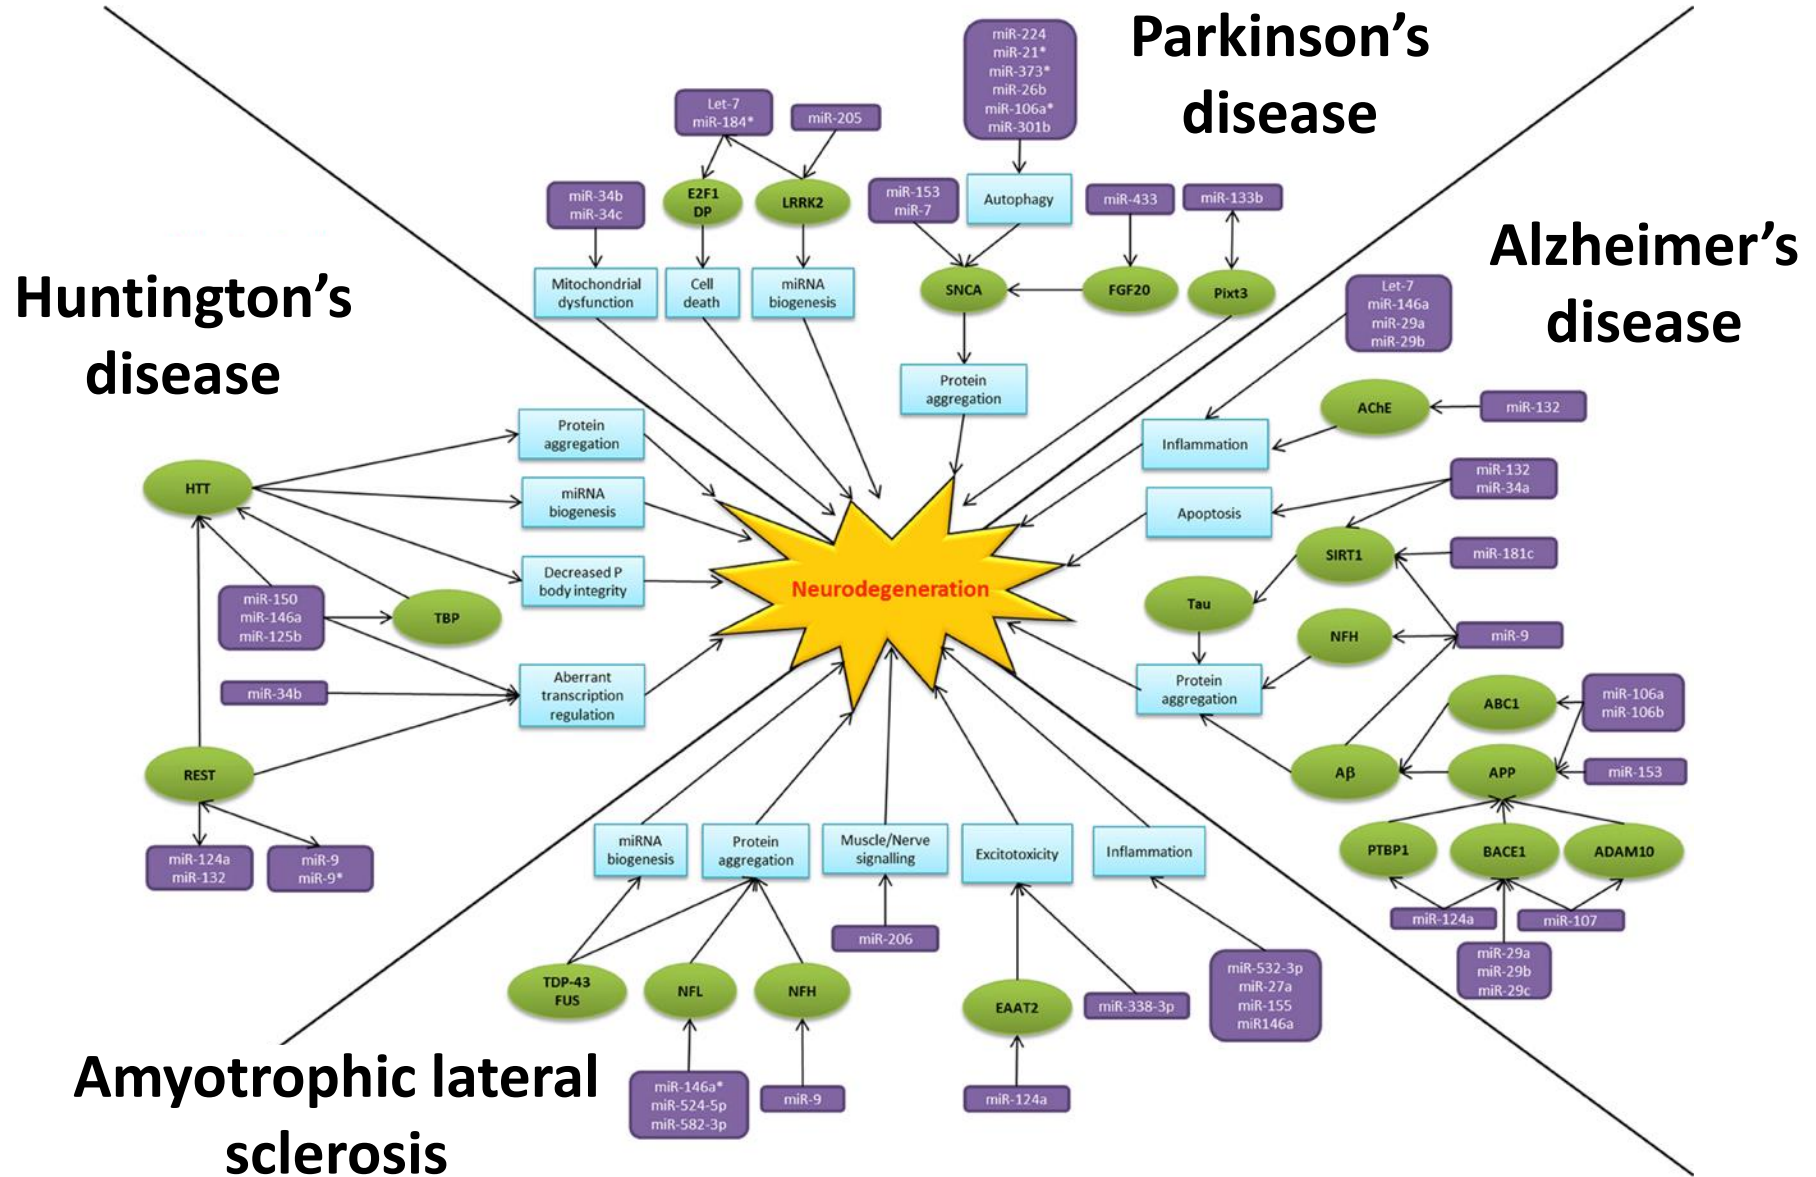 Parkinson's
disease
miR-224
miR-21*
miR-373*
miR-26b
miR-106a*
miR-301b
Let-7
miR-184*
miR-205
miR-34b
miR-34c
E2F1
DP
LRRK2
miR-153
miR-7
Autophagy
miR-433
miR-133b
Mitochondrial
dysfunction
Cell
death
miRNA
biogenesis
SNCA
FGF20
Pixt3
Protein
aggregation
Alzheimer's
disease
Let-7
miR-146a
miR-29a
miR-29b
AChE
miR-132
Inflammation
miR-132
miR-34a
Apoptosis
SIRT1
miR-181c
Tau
NFH
miR-9
Protein
aggregation
ABC1
miR-106a
miR-106b
Aβ
APP
miR-153
PTBP1
BACE1
ADAM10
miR-124a
miR-107
miR-29a
miR-29b
miR-29c
Huntington's
disease
Protein
aggregation
HTT
miRNA
biogenesis
Decreased P
body integrity
miR-150
miR-146a
miR-125b
TBP
miR-34b
Aberrant
transcription
regulation
REST
miR-124a
miR-132
miR-9
miR-9*
Neurodegeneration
miRNA
biogenesis
Protein
aggregation
Muscle/Nerve
signalling
Excitotoxicity
Inflammation
miR-206
TDP-43
FUS
NFL
NFH
EAAT2
miR-338-3p
miR-532-3p
miR-27a
miR-155
miR146a
miR-146a*
miR-524-5p
miR-582-3p
miR-9
miR-124a
Amyotrophic lateral
sclerosis